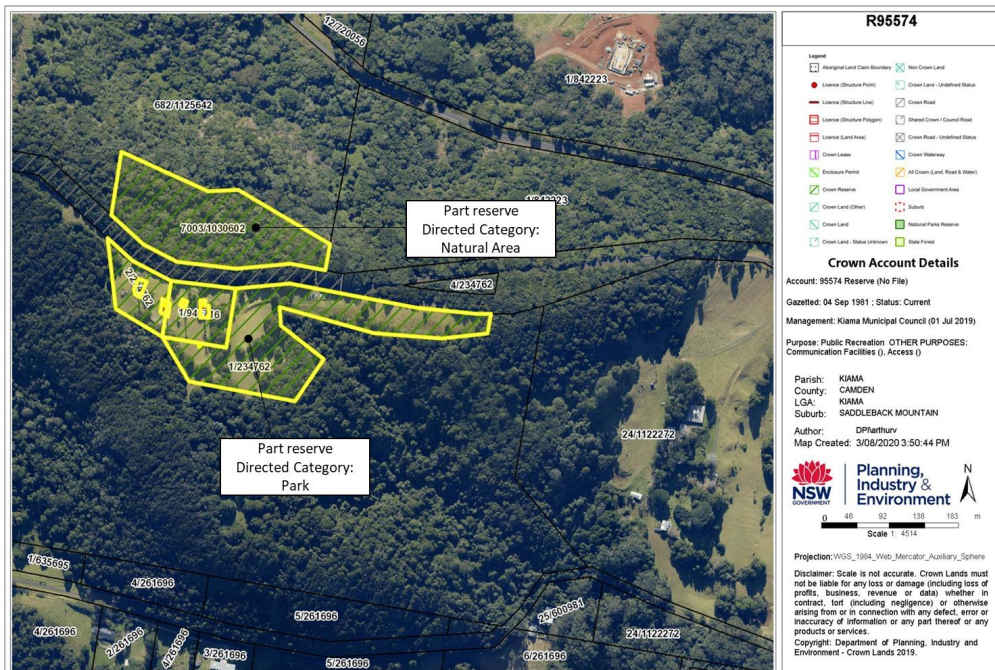 12/720056
1/842223
682/1125642
1/842223
Part reserve
Directed Category:
Natural Area
7003/1030602
4/234762
1/234762
Part reserve
Directed Category:
Park
24/1122272
1/635695
4/261696
5/261696
25/600981
24/1122272
4/261696
2/261696
4/261696
3/261696
5/261696
6/261696
R95574
Legend
Aboriginal Land Claim Boundary
Licence (Structure Point)
Licence (Structure Line)
Licence (Structure Polygon)
Licence (Land Area)
Crown Lease
Enclosure Permit
Crown Reserve
Crown Land (Other)
Crown Land
Crown Land - Status Unknown
Non Crown Land
Crown Land - Undefined Status
Crown Road
Shared Crown / Council Road
Crown Road - Undefined Status
Crown Waterway
All Crown (Land, Road & Water)
Local Government Area
Suburb
National Parks Reserve
State Forest
Crown Account Details
Account: 95574 Reserve (No File)
Gazetted: 04 Sep 1981 ; Status: Current
Management: Kiama Municipal Council (01 Jul 2019)
Purpose: Public Recreation OTHER PURPOSES:
Communication Facilities (), Access ()
Parish: KIAMA
County: CAMDEN
LGA: KIAMA
Suburb: SADDLEBACK MOUNTAIN
Author: DPI\arthurv
Map Created: 3/08/2020 3:50:44 PM
NSW
GOVERNMENT
Planning,
Industry &
Environment
N
0 46 92 138 183 m
Scale 1: 4514
Projection: WGS_1984_Web_Mercator_Auxiliary_Sphere
Disclaimer: Scale is not accurate. Crown Lands must
not be liable for any loss or damage (including loss of
profits, business, revenue or data) whether in
contract, tort (including negligence) or otherwise
arising from or in connection with any defect, error or
inaccuracy of information or any part thereof or any
products or services.
Copyright: Department of Planning, Industry and
Environment - Crown Lands 2019.